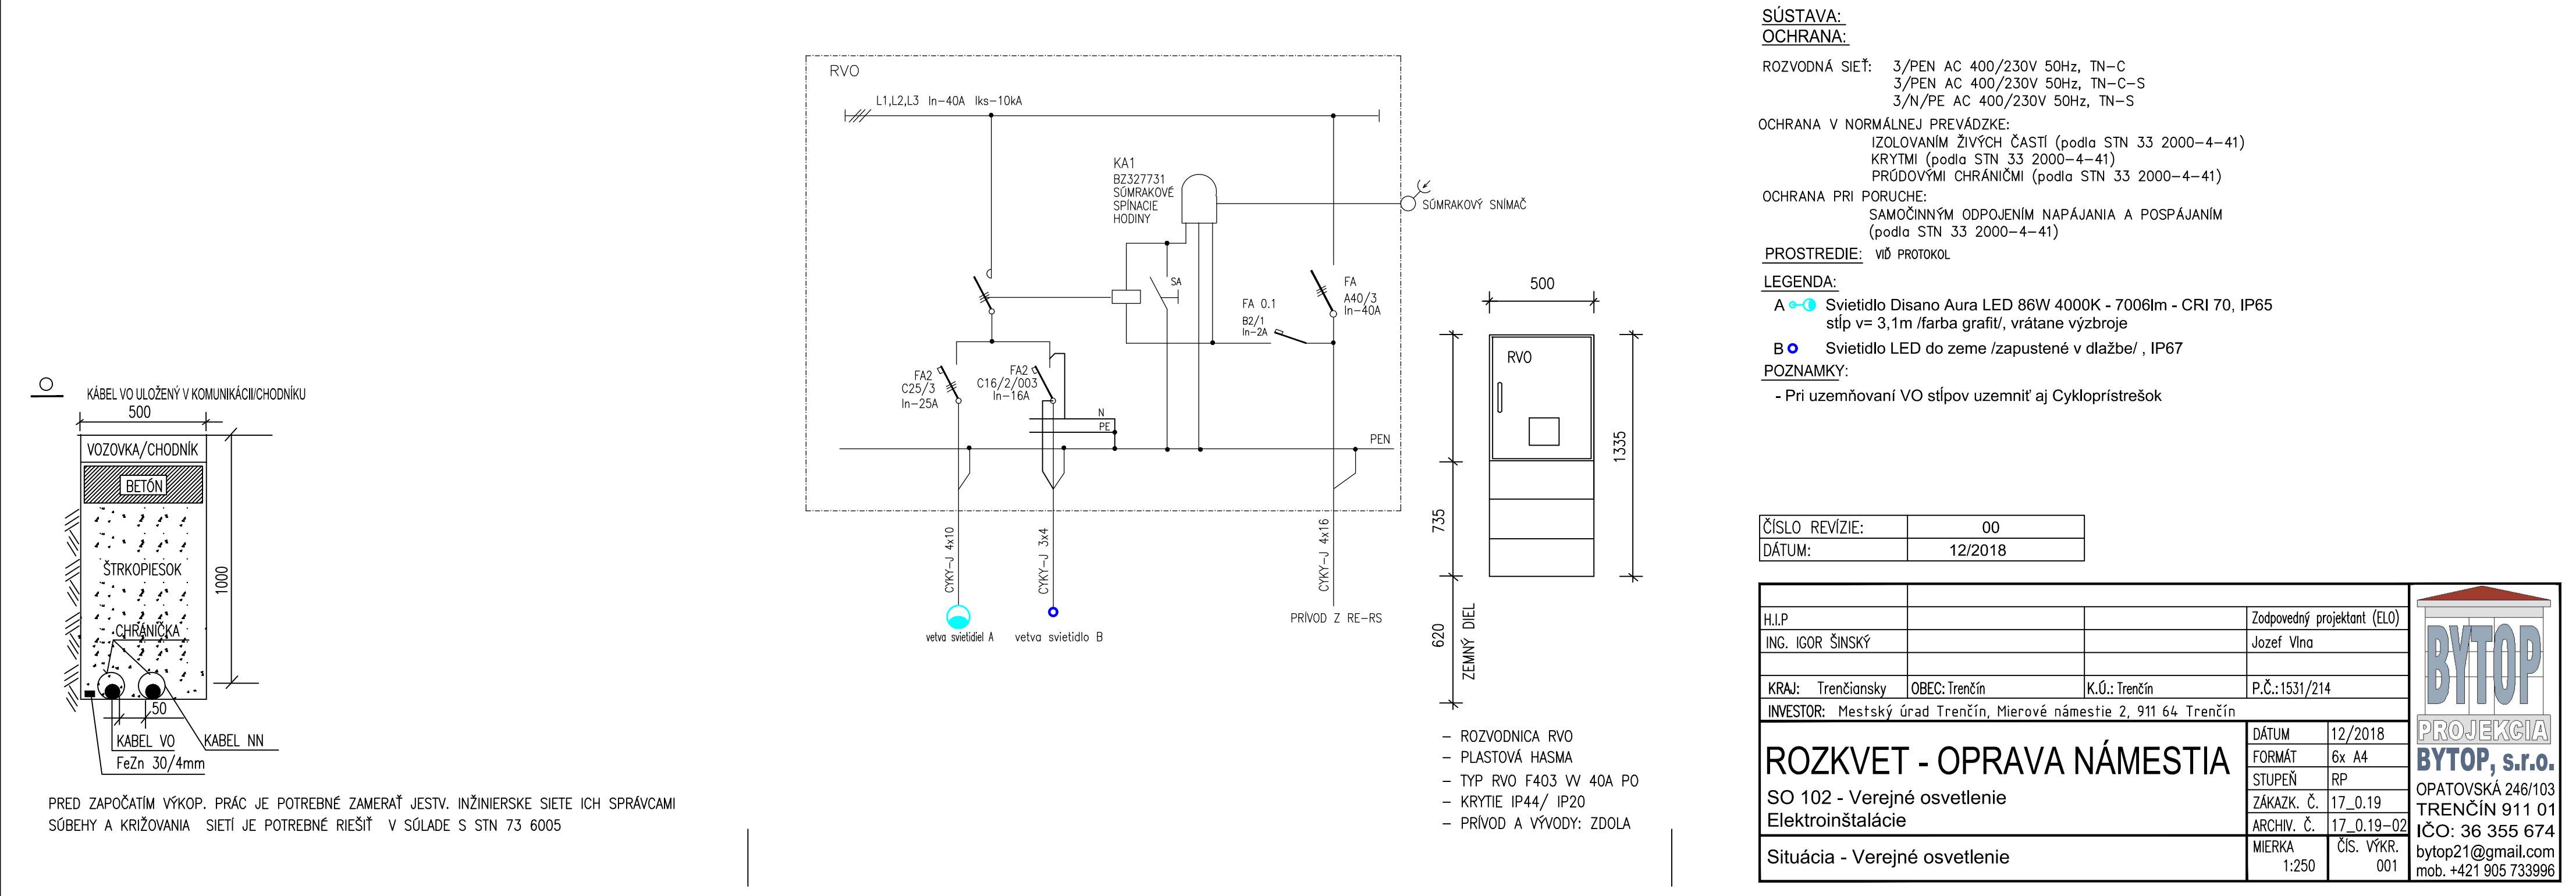 KÁBEL VO ULOŽENÝ V KOMUNIKÁCII/CHODNÍKU
500
VOZOVKA/CHODNÍK
BETÓN
ŠTRKOPIESOK
1000
CHRÁNIČKA
50
KABEL VO
KABEL NN
FeZn 30/4mm
PRED ZAPOČATÍM VÝKOP. PRÁC JE POTREBNÉ ZAMERAŤ JESTV. INŽINIERSKE SIETE ICH SPRÁVCAMI
SÚBEHY A KRIŽOVANIA SIETÍ JE POTREBNÉ RIEŠIŤ V SÚLADE S STN 73 6005
RVO
L1,L2,L3 In-40A Iks-10kA
KA1
BZ327731
SÚMRAKOVÉ
SPÍNACIE
HODINY
SÚMRAKOVÝ SNÍMAČ
SA
FA
A40/3
In-40A
FA 0.1
B2/1
In-2A
FA2
C25/3
In-25A
FA2
C16/2/003
In-16A
N
PE
PEN
CYKY-J 4x10
CYKY-J 3x4
CYKY-J 4x16
vetva svietidiel A
vetva svietidlo B
PRÍVOD Z RE-RS
500
RVO
1335
735
620
ZEMNÝ DIEL
- ROZVODNICA RVO
- PLASTOVÁ HASMA
- TYP RVO F403 VV 40A PO
- KRYTIE IP44/ IP20
- PRÍVOD A VÝVODY: ZDOLA
SÚSTAVA:
OCHRANA:
ROZVODNÁ SIEŤ: 3/PEN AC 400/230V 50Hz, TN-C
3/PEN AC 400/230V 50Hz, TN-C-S
3/N/PE AC 400/230V 50Hz, TN-S
OCHRANA V NORMÁLNEJ PREVÁDZKE:
IZOLOVANÍM ŽIVÝCH ČASTÍ (podla STN 33 2000-4-41)
KRYTMI (podla STN 33 2000-4-41)
PRÚDOVÝMI CHRÁNIČMI (podla STN 33 2000-4-41)
OCHRANA PRI PORUCHE:
SAMOČINNÝM ODPOJENÍM NAPÁJANIA A POSPÁJANÍM
(podla STN 33 2000-4-41)
PROSTREDIE: VIĎ PROTOKOL
LEGENDA:
A Svietidlo Disano Aura LED 86W 4000K - 7006lm - CRI 70, IP65
stĺp v= 3,1m /farba grafit/, vrátane výzbroje
B Svietidlo LED do zeme /zapustené v dlažbe/ , IP67
POZNAMKY:
- Pri uzemňovaní VO stĺpov uzemniť aj Cykloprístrešok
ČÍSLO REVÍZIE: 00
DÁTUM: 12/2018
H.I.P Zodpovedný projektant (ELO)
ING. IGOR ŠINSKÝ Jozef Vlna
KRAJ: Trenčiansky OBEC: Trenčín K.Ú.: Trenčín P.Č.: 1531/214
INVESTOR: Mestský úrad Trenčín, Mierové námestie 2, 911 64 Trenčín
ROZKVET - OPRAVA NÁMESTIA
SO 102 - Verejné osvetlenie
Elektroinštalácie
Situácia - Verejné osvetlenie
DÁTUM 12/2018
FORMÁT 6x A4
STUPEŇ RP
ZÁKAZK. Č. 17_0.19
ARCHIV. Č. 17_0.19-02
MIERKA ČÍS. VÝKR.
1:250 001
BYTOP
PROJEKCIA
BYTOP, s.r.o.
OPATOVSKÁ 246/103
TRENČÍN 911 01
IČO: 36 355 674
bytop21@gmail.com
mob. +421 905 733996